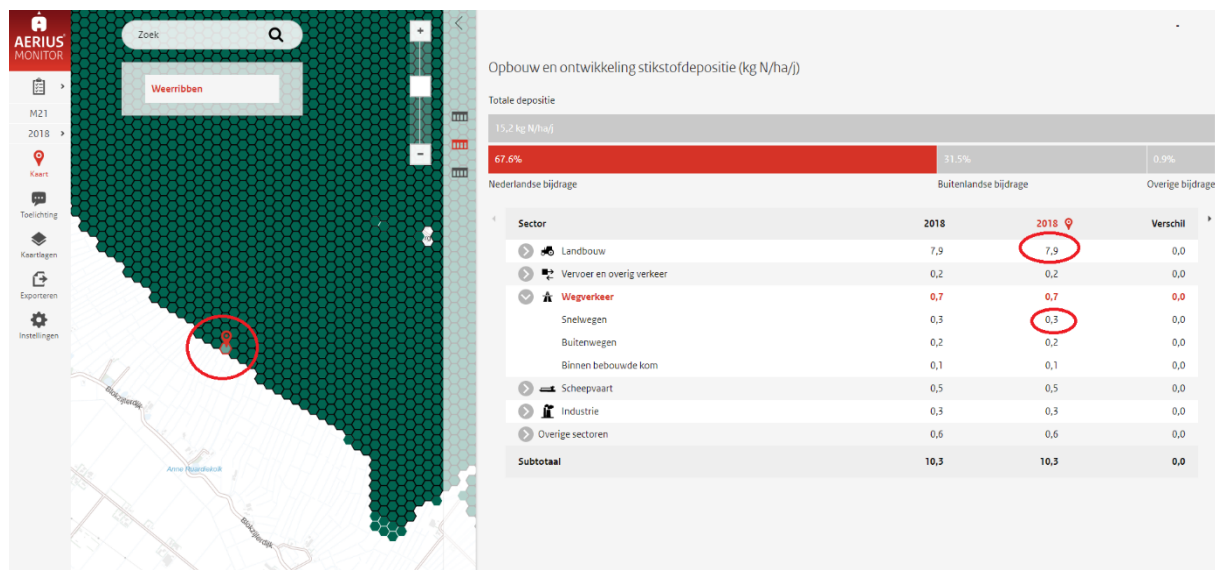 AERIUS
MONITOR
M21
2018
Kaart
Toelichting
Kaartlagen
Exporteren
Instellingen
Zoek
Weerribben
+
-
Blokzijlerdijk
Blokzijlerdijk
Opbouw en ontwikkeling stikstofdepositie (kg N/ha/j)
Totale depositie
15,2 kg N/ha/j
67.6% 31.5% 0.9%
Nederlandse bijdrage Buitenlandse bijdrage Overige bijdrage
Sector 2018 2018 Verschil
Landbouw 7,9 7,9 0,0
Vervoer en overig verkeer 0,2 0,2 0,0
Wegverkeer 0,7 0,7 0,0
Snelwegen 0,3 0,3 0,0
Buitenwegen 0,2 0,2 0,0
Binnen bebouwde kom 0,1 0,1 0,0
Scheepvaart 0,5 0,5 0,0
Industrie 0,3 0,3 0,0
Overige sectoren 0,6 0,6 0,0
Subtotaal 10,3 10,3 0,0